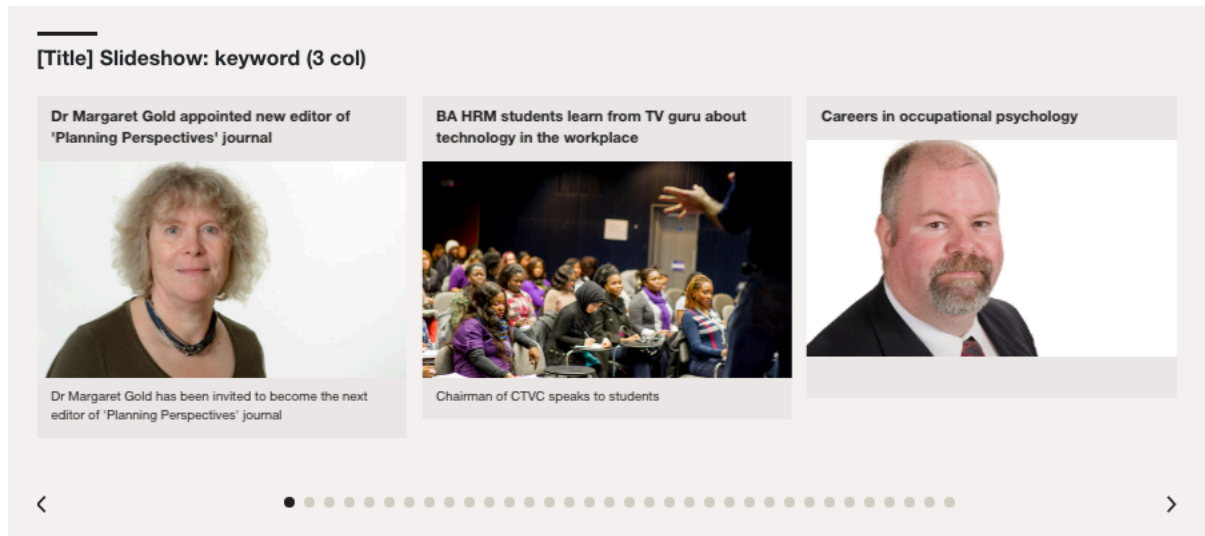 [Title] Slideshow: keyword (3 col)
Dr Margaret Gold appointed new editor of
'Planning Perspectives' journal
Dr Margaret Gold has been invited to become the next
editor of 'Planning Perspectives' journal
BA HRM students learn from TV guru about
technology in the workplace
Chairman of CTVC speaks to students
Careers in occupational psychology